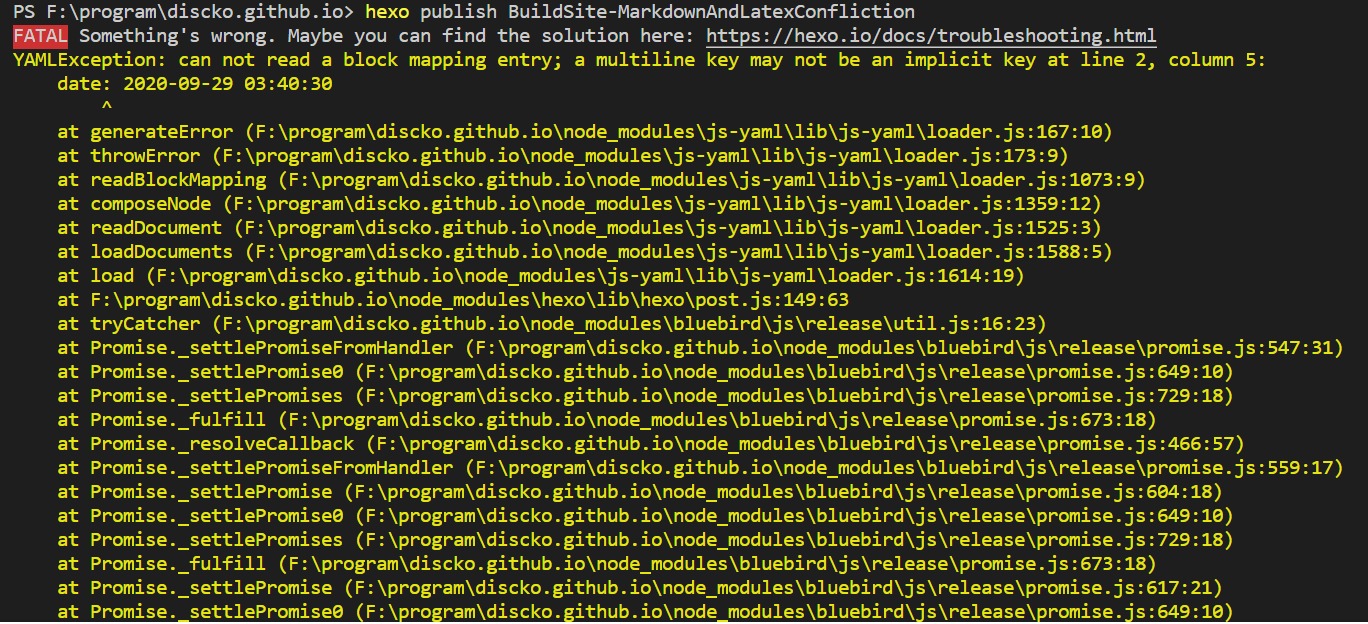 PS F:\program\discko.github.io> hexo publish BuildSite-MarkdownAndLatexConfliction
FATAL Something's wrong. Maybe you can find the solution here: https://hexo.io/docs/troubleshooting.html
YAMLException: can not read a block mapping entry; a multiline key may not be an implicit key at line 2, column 5:
    date: 2020-09-29 03:40:30
        ^
    at generateError (F:\program\discko.github.io\node_modules\js-yaml\lib\js-yaml\loader.js:167:10)
    at throwError (F:\program\discko.github.io\node_modules\js-yaml\lib\js-yaml\loader.js:173:9)
    at readBlockMapping (F:\program\discko.github.io\node_modules\js-yaml\lib\js-yaml\loader.js:1073:9)
    at composeNode (F:\program\discko.github.io\node_modules\js-yaml\lib\js-yaml\loader.js:1359:12)
    at readDocument (F:\program\discko.github.io\node_modules\js-yaml\lib\js-yaml\loader.js:1525:3)
    at loadDocuments (F:\program\discko.github.io\node_modules\js-yaml\lib\js-yaml\loader.js:1588:5)
    at load (F:\program\discko.github.io\node_modules\js-yaml\lib\js-yaml\loader.js:1614:19)
    at F:\program\discko.github.io\node_modules\hexo\lib\hexo\post.js:149:63
    at tryCatcher (F:\program\discko.github.io\node_modules\bluebird\js\release\util.js:16:23)
    at Promise._settlePromiseFromHandler (F:\program\discko.github.io\node_modules\bluebird\js\release\promise.js:547:31)
    at Promise._settlePromise0 (F:\program\discko.github.io\node_modules\bluebird\js\release\promise.js:649:10)
    at Promise._settlePromises (F:\program\discko.github.io\node_modules\bluebird\js\release\promise.js:729:18)
    at Promise._fulfill (F:\program\discko.github.io\node_modules\bluebird\js\release\promise.js:673:18)
    at Promise._resolveCallback (F:\program\discko.github.io\node_modules\bluebird\js\release\promise.js:466:57)
    at Promise._settlePromiseFromHandler (F:\program\discko.github.io\node_modules\bluebird\js\release\promise.js:559:17)
    at Promise._settlePromise (F:\program\discko.github.io\node_modules\bluebird\js\release\promise.js:604:18)
    at Promise._settlePromise0 (F:\program\discko.github.io\node_modules\bluebird\js\release\promise.js:649:10)
    at Promise._settlePromises (F:\program\discko.github.io\node_modules\bluebird\js\release\promise.js:729:18)
    at Promise._fulfill (F:\program\discko.github.io\node_modules\bluebird\js\release\promise.js:673:18)
    at Promise._settlePromise (F:\program\discko.github.io\node_modules\bluebird\js\release\promise.js:617:21)
    at Promise._settlePromise0 (F:\program\discko.github.io\node_modules\bluebird\js\release\promise.js:649:10)